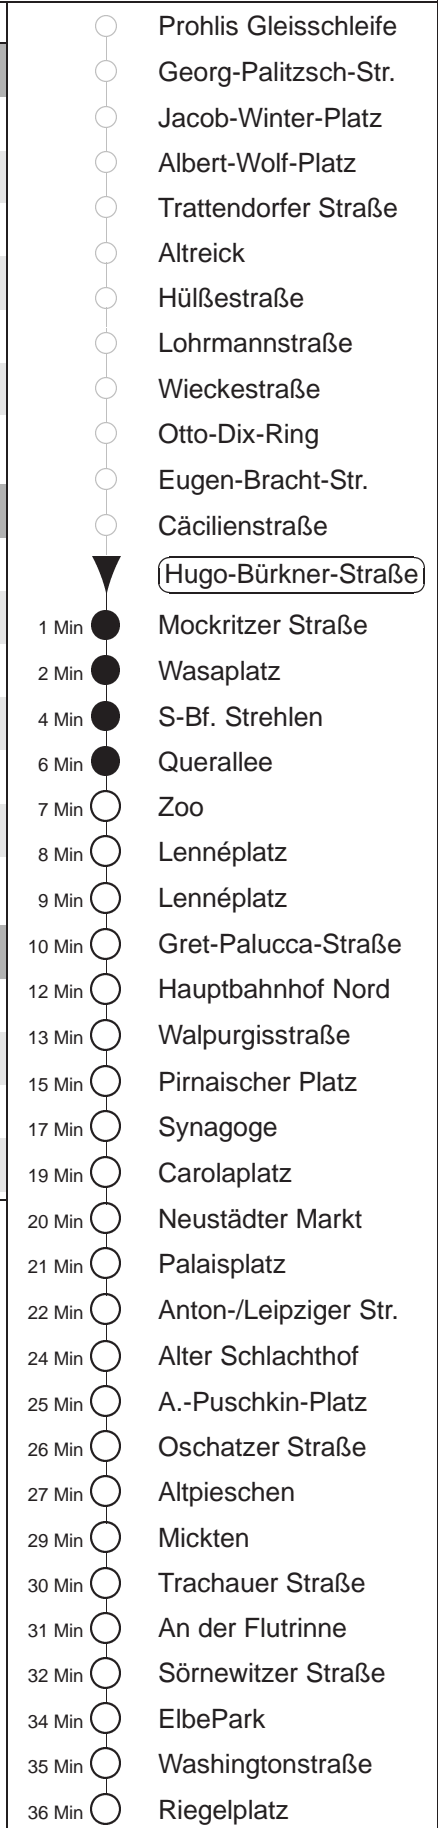 Prohlis Gleisschleife
Georg-Palitzsch-Str.
Jacob-Winter-Platz
Albert-Wolf-Platz
Trattendorfer Straße
Altreick
Hülßestraße
Lohrmannstraße
Wieckestraße
Otto-Dix-Ring
Eugen-Bracht-Str.
Cäcilienstraße
Hugo-Bürkner-Straße
1 Min Mockritzer Straße
2 Min Wasaplatz
4 Min S-Bf. Strehlen
6 Min Querallee
7 Min Zoo
8 Min Lennéplatz
9 Min Lennéplatz
10 Min Gret-Palucca-Straße
12 Min Hauptbahnhof Nord
13 Min Walpurgisstraße
15 Min Pirnaischer Platz
17 Min Synagoge
19 Min Carolaplatz
20 Min Neustädter Markt
21 Min Palaisplatz
22 Min Anton-/Leipziger Str.
24 Min Alter Schlachthof
25 Min A.-Puschkin-Platz
26 Min Oschatzer Straße
27 Min Altpieschen
29 Min Mickten
30 Min Trachauer Straße
31 Min An der Flutrinne
32 Min Sörnewitzer Straße
34 Min ElbePark
35 Min Washingtonstraße
36 Min Riegelplatz